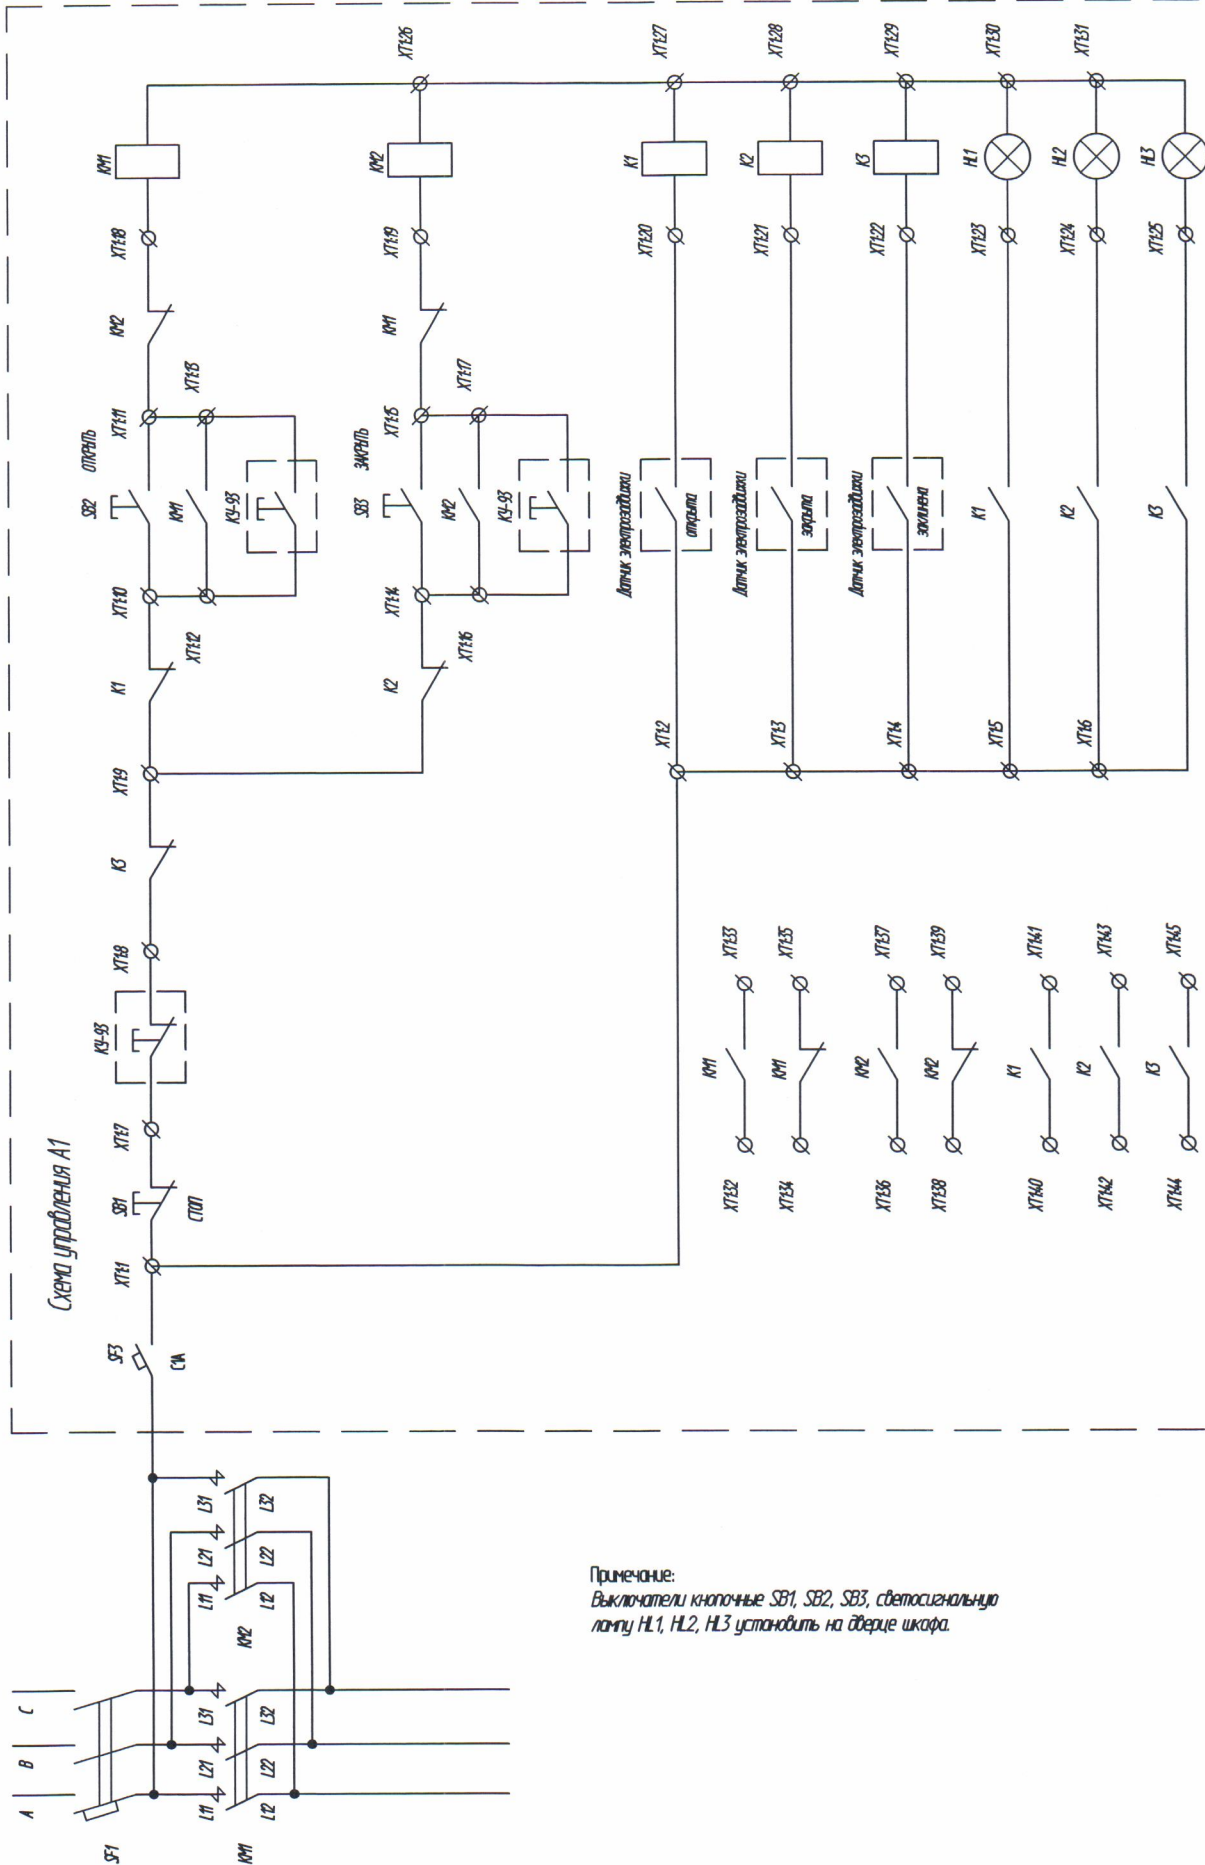 Схема управления А1
A
B
C
SF1
L11
L21
L31
KM1
L12
L22
L32
L11
L21
L31
KM2
L12
L22
L32
SF3
C1A
XT1:1
SB1
СТОП
XT1:7
КУ-93
XT1:8
K3
XT1:9
K1
XT1:10
XT1:12
SB2
ОТКРЫТЬ
KM1
КУ-93
XT1:11
XT1:13
KM2
XT1:18
KM1
K2
XT1:14
XT1:16
SB3
ЗАКРЫТЬ
KM2
КУ-93
XT1:15
XT1:17
KM1
XT1:19
KM2
XT1:26
XT1:2
Датчик электрозадвижки
открыта
XT1:20
K1
XT1:27
XT1:3
Датчик электрозадвижки
закрыта
XT1:21
K2
XT1:28
XT1:4
Датчик электрозадвижки
заклинена
XT1:22
K3
XT1:29
XT1:5
K1
XT1:23
HL1
XT1:30
XT1:6
K2
XT1:24
HL2
XT1:31
K3
XT1:25
HL3
XT1:32
KM1
XT1:33
XT1:34
KM1
XT1:35
XT1:36
KM2
XT1:37
XT1:38
KM2
XT1:39
XT1:40
K1
XT1:41
XT1:42
K2
XT1:43
XT1:44
K3
XT1:45
Примечание:
Выключатели кнопочные SB1, SB2, SB3, светосигнальную
лампу HL1, HL2, HL3 установить на дверце шкафа.